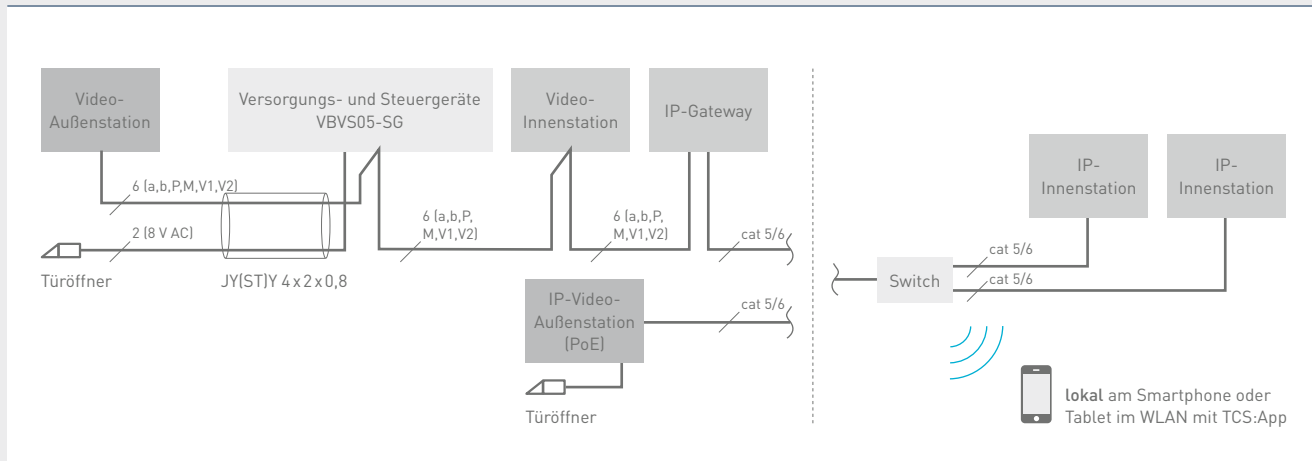 Video-
Außenstation
Versorgungs- und Steuergeräte
VBVS05-SG
Video-
Innenstation
IP-Gateway
IP-
Innenstation
IP-
Innenstation
6 (a,b,P,M,V1,V2)
2 (8 V AC)
6 (a,b,P,
M,V1,V2)
6 (a,b,P,
M,V1,V2)
cat 5/6
cat 5/6
cat 5/6
Türöffner
JY(ST)Y 4 x 2 x 0,8
Switch
IP-Video-
Außenstation
(PoE)
cat 5/6
Türöffner
lokal am Smartphone oder
Tablet im WLAN mit TCS:App